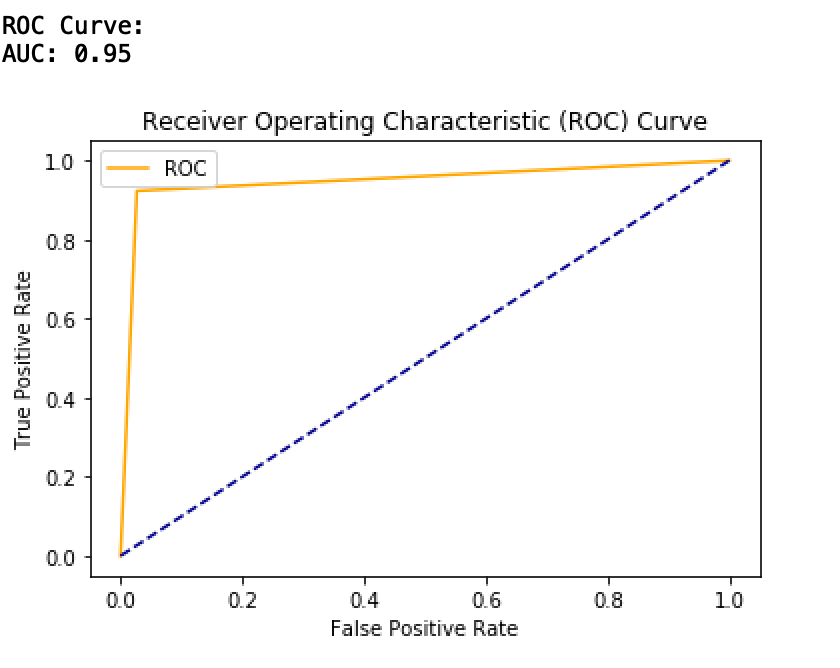 ROC Curve:
AUC: 0.95
Receiver Operating Characteristic (ROC) Curve
ROC
1.0
0.8
0.6
0.4
0.2
0.0
True Positive Rate
0.0 0.2 0.4 0.6 0.8 1.0
False Positive Rate